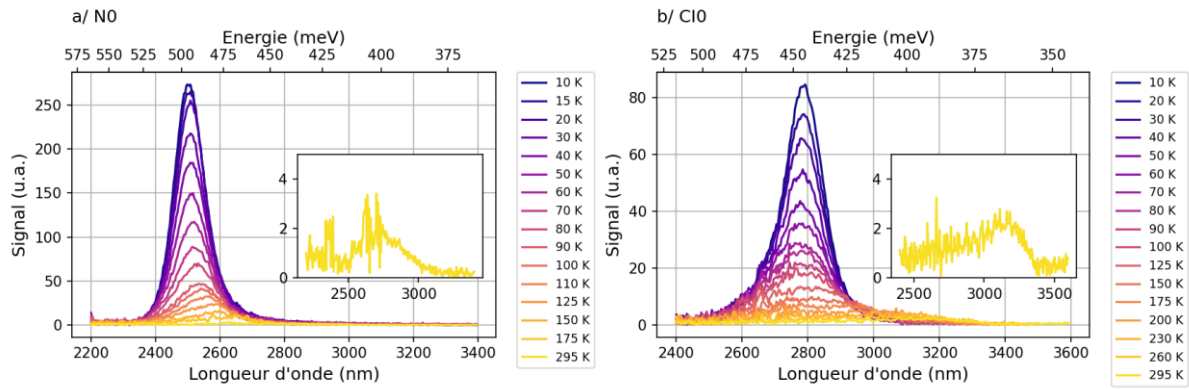 a/ N0
Energie (meV)
575 550 525 500 475 450 425 400 375
Signal (u.a.)
250
200
150
100
50
0
4
2
0
2500 3000
2200 2400 2600 2800 3000 3200 3400
Longueur d'onde (nm)
10 K
15 K
20 K
30 K
40 K
50 K
60 K
70 K
80 K
90 K
100 K
110 K
125 K
150 K
175 K
295 K
b/ CI0
Energie (meV)
525 500 475 450 425 400 375 350
Signal (u.a.)
80
60
40
20
0
4
2
0
2500 3000 3500
2400 2600 2800 3000 3200 3400 3600
Longueur d'onde (nm)
10 K
20 K
30 K
40 K
50 K
60 K
70 K
80 K
90 K
100 K
125 K
150 K
175 K
200 K
230 K
260 K
295 K